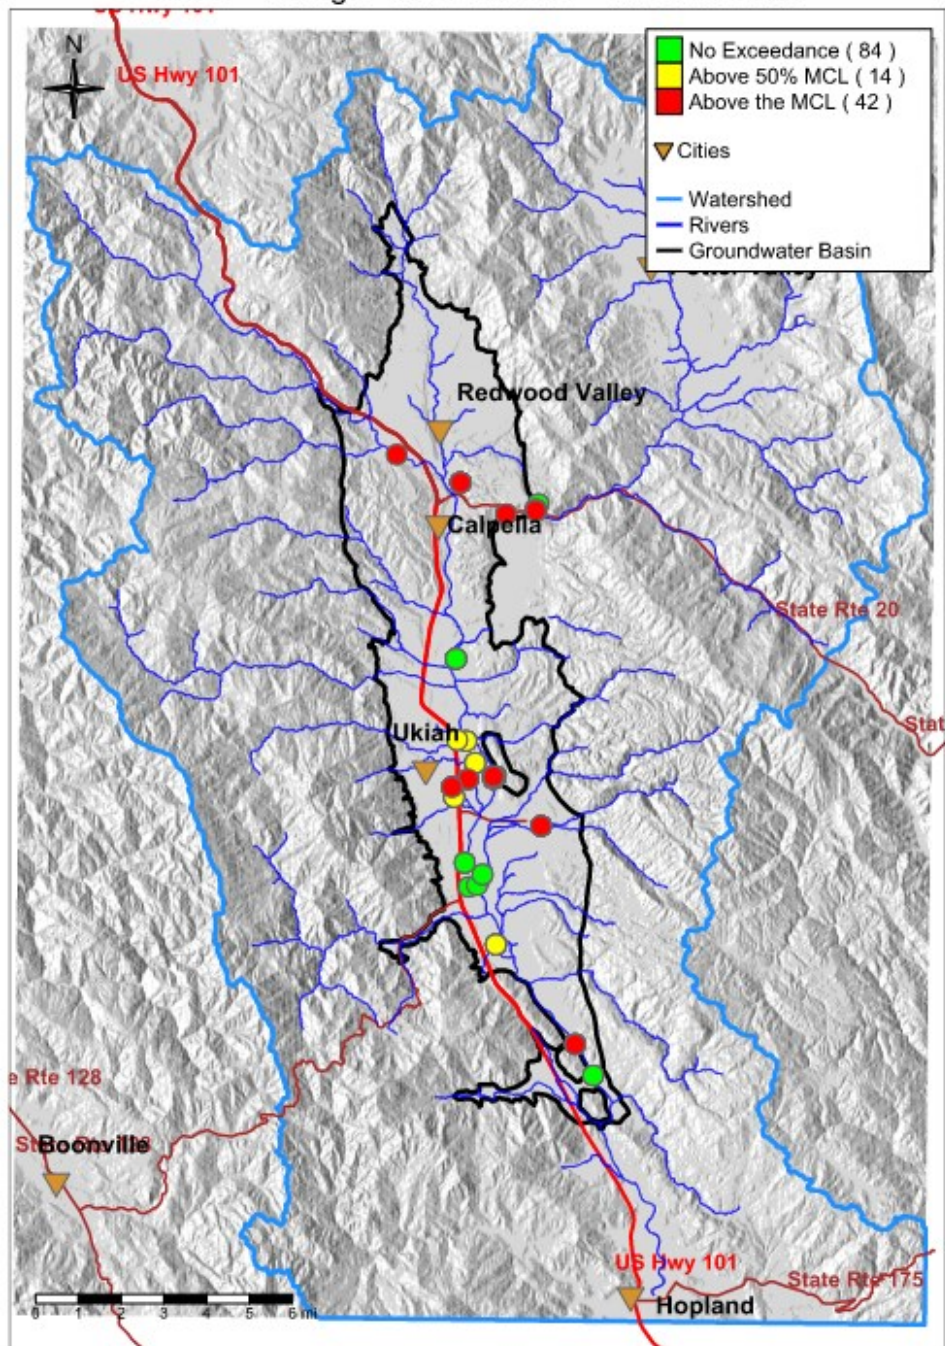 N
US Hwy 101
No Exceedance ( 84 )
Above 50% MCL ( 14 )
Above the MCL ( 42 )
Cities
Watershed
Rivers
Groundwater Basin
Redwood Valley
Calpella
State Rte 20
Stat
Ukiah
e Rte 128
Boonville
US Hwy 101
State Rte 175
Hopland
0 1 2 3 4 5 6 mi